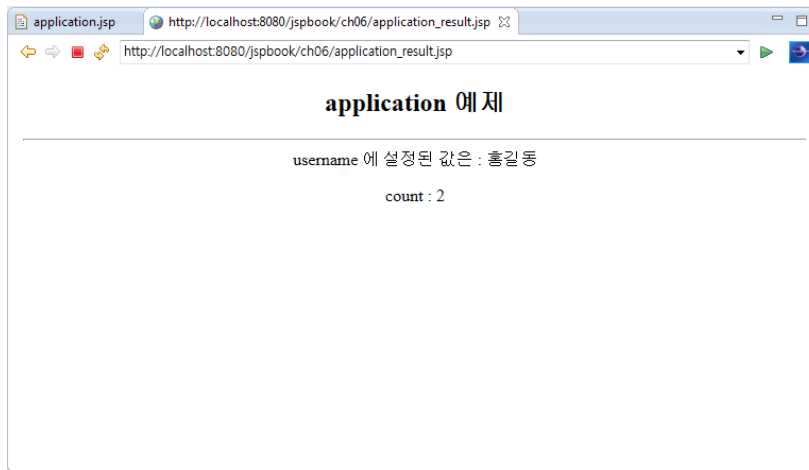 application.jsp
http://localhost:8080/jspbook/ch06/application_result.jsp
http://localhost:8080/jspbook/ch06/application_result.jsp
application 예제
username 에 설정된 값은 : 홍길동
count : 2